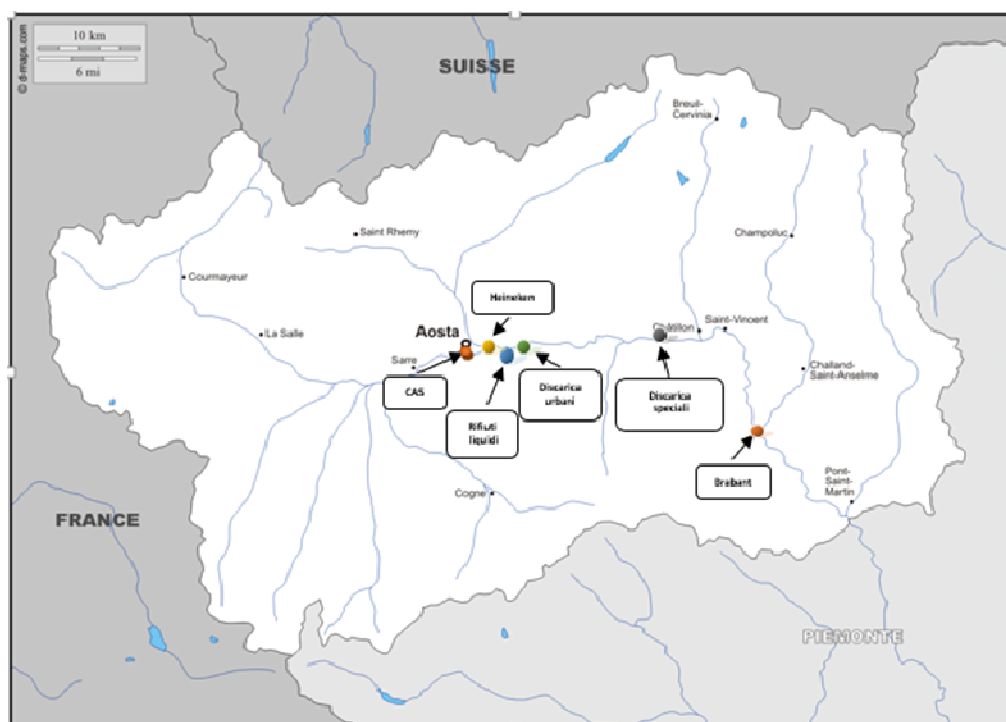 © d-maps.com
10 km
6 mi
SUISSE
Breuil-
Cervinia
Saint Rhemy
Champoluc
Courmayeur
Heineken
La Salle
Aosta
Châtillon
Saint-Vincent
Sarre
Challand-
Saint-Anselme
CAS
Discarica
urbani
Discarica
speciali
Rifiuti
liquidi
Brabant
Pont-
Saint-
Martin
Cogne
FRANCE
PIEMONTE